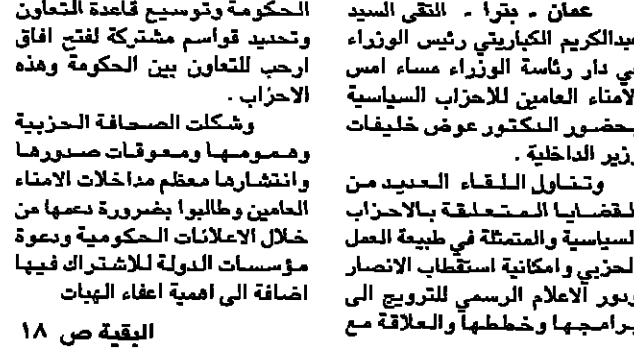 عمان ـ بترا ـ التقى السيد
عبدالكريم الكباريتي رئيس الوزراء
في دار رئاسة الوزراء مساء امس
الامناء العامين للاحزاب السياسية
بحضور الدكتور عوض خليفات
وزير الداخلية .
وتناول اللقاء العديد من
القضايا المتعلقة بالاحزاب
السياسية والمتمثلة في طبيعة العمل
الحزبي وامكانية استقطاب الانصار
ودور الاعلام الرسمي للترويج الى
برامجها وخططها والعلاقة مع
الحكومة وتوسيع قاعدة التعاون
وتحديد قواسم مشتركة لفتح افاق
ارحب للتعاون بين الحكومة وهذه
الاحزاب .
وشكلت الصحافة الحزبية
وهمومها ومعوقات صدورها
وانتشارها معظم مداخلات الامناء
العامين وطالبوا بضرورة دعمها من
خلال الاعلانات الحكومية ودعوة
مؤسسات الدولة للاشتراك فيها
اضافة الى اهمية اعفاء الهبات
البقية ص ١٨